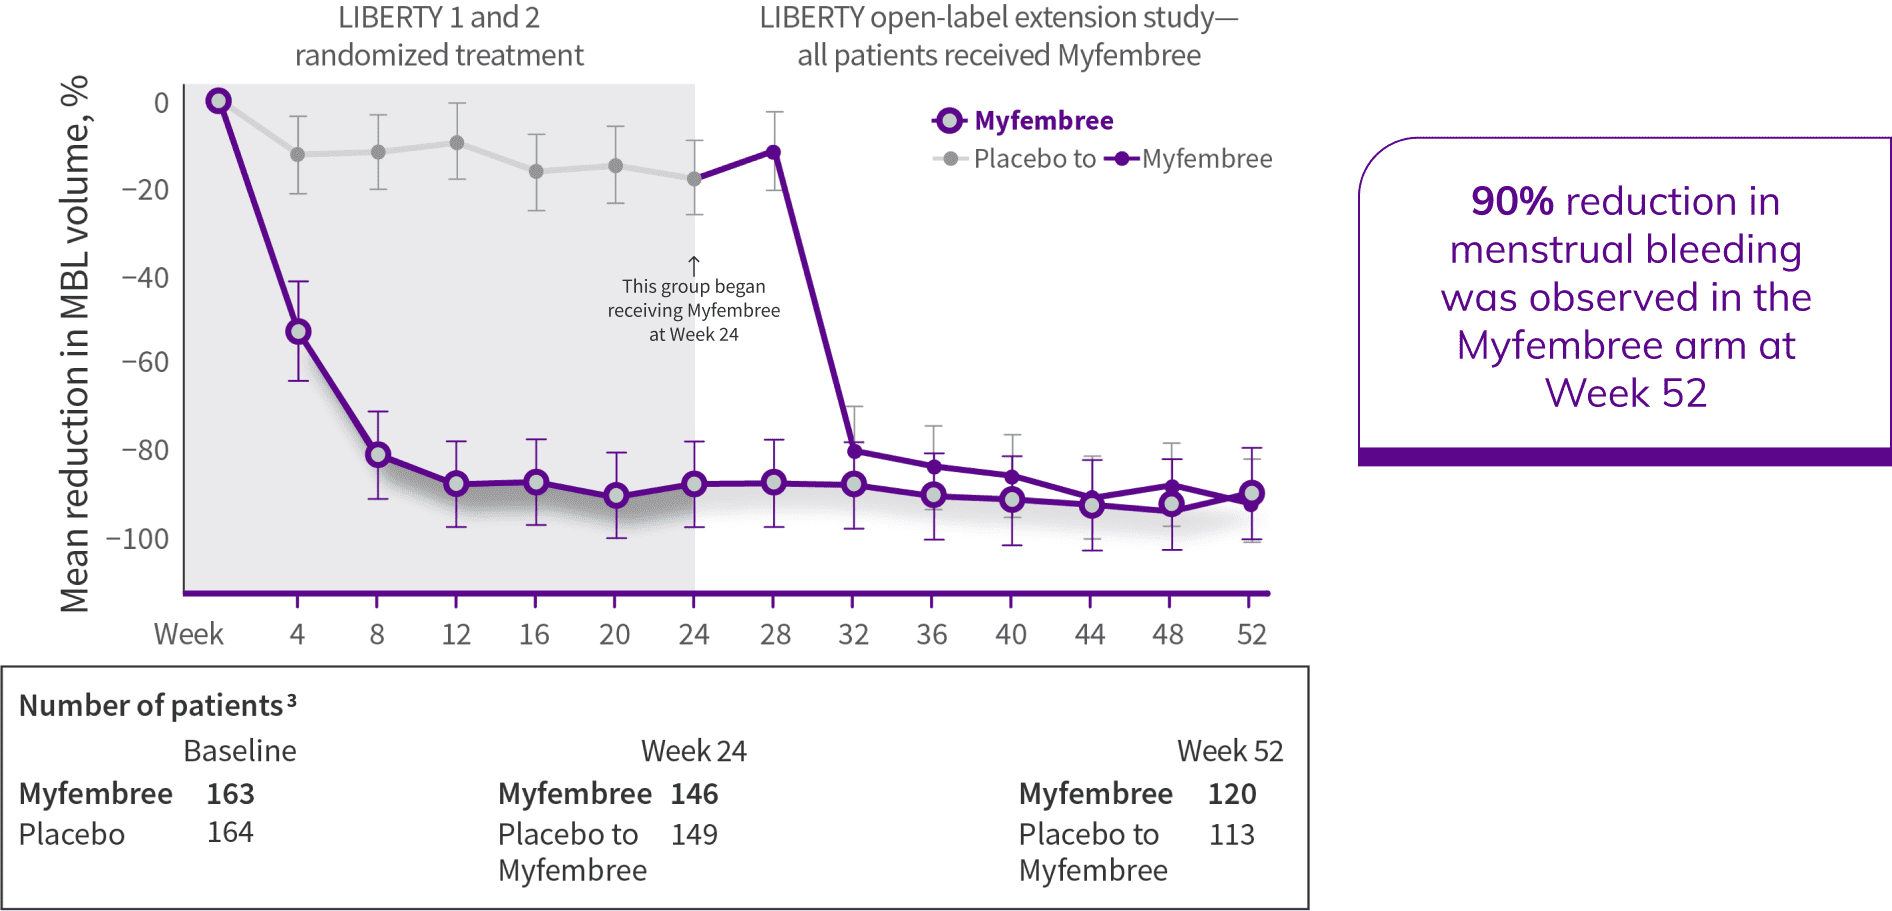 LIBERTY 1 and 2
randomized treatment
LIBERTY open-label extension study—
all patients received Myfembree
Mean reduction in MBL volume, %
0
−20
−40
−60
−80
−100
Myfembree
Placebo to Myfembree
This group began
receiving Myfembree
at Week 24
Week 4 8 12 16 20 24 28 32 36 40 44 48 52
90% reduction in
menstrual bleeding
was observed in the
Myfembree arm at
Week 52
Number of patients³
Baseline Week 24 Week 52
Myfembree 163 Myfembree 146 Myfembree 120
Placebo 164 Placebo to 149 Placebo to 113
Myfembree Myfembree